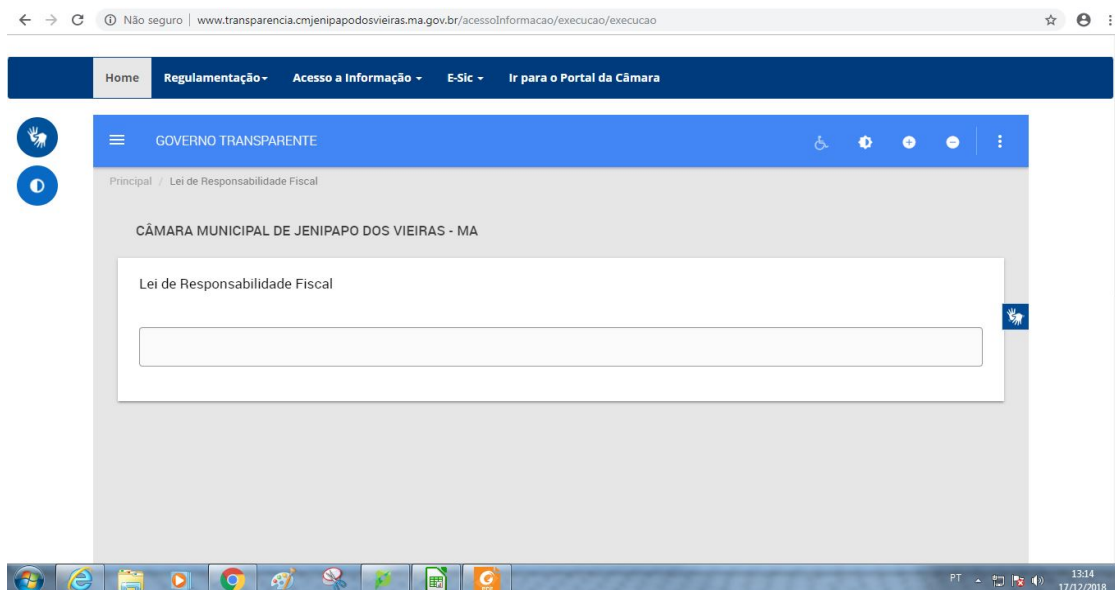 Não seguro | www.transparencia.cmjenipapodosvieiras.ma.gov.br/acessoInformacao/execucao/execucao
Home Regulamentação Acesso a Informação E-Sic Ir para o Portal da Câmara
GOVERNO TRANSPARENTE
Principal / Lei de Responsabilidade Fiscal
CÂMARA MUNICIPAL DE JENIPAPO DOS VIEIRAS - MA
Lei de Responsabilidade Fiscal
PT 13:14
17/12/2018